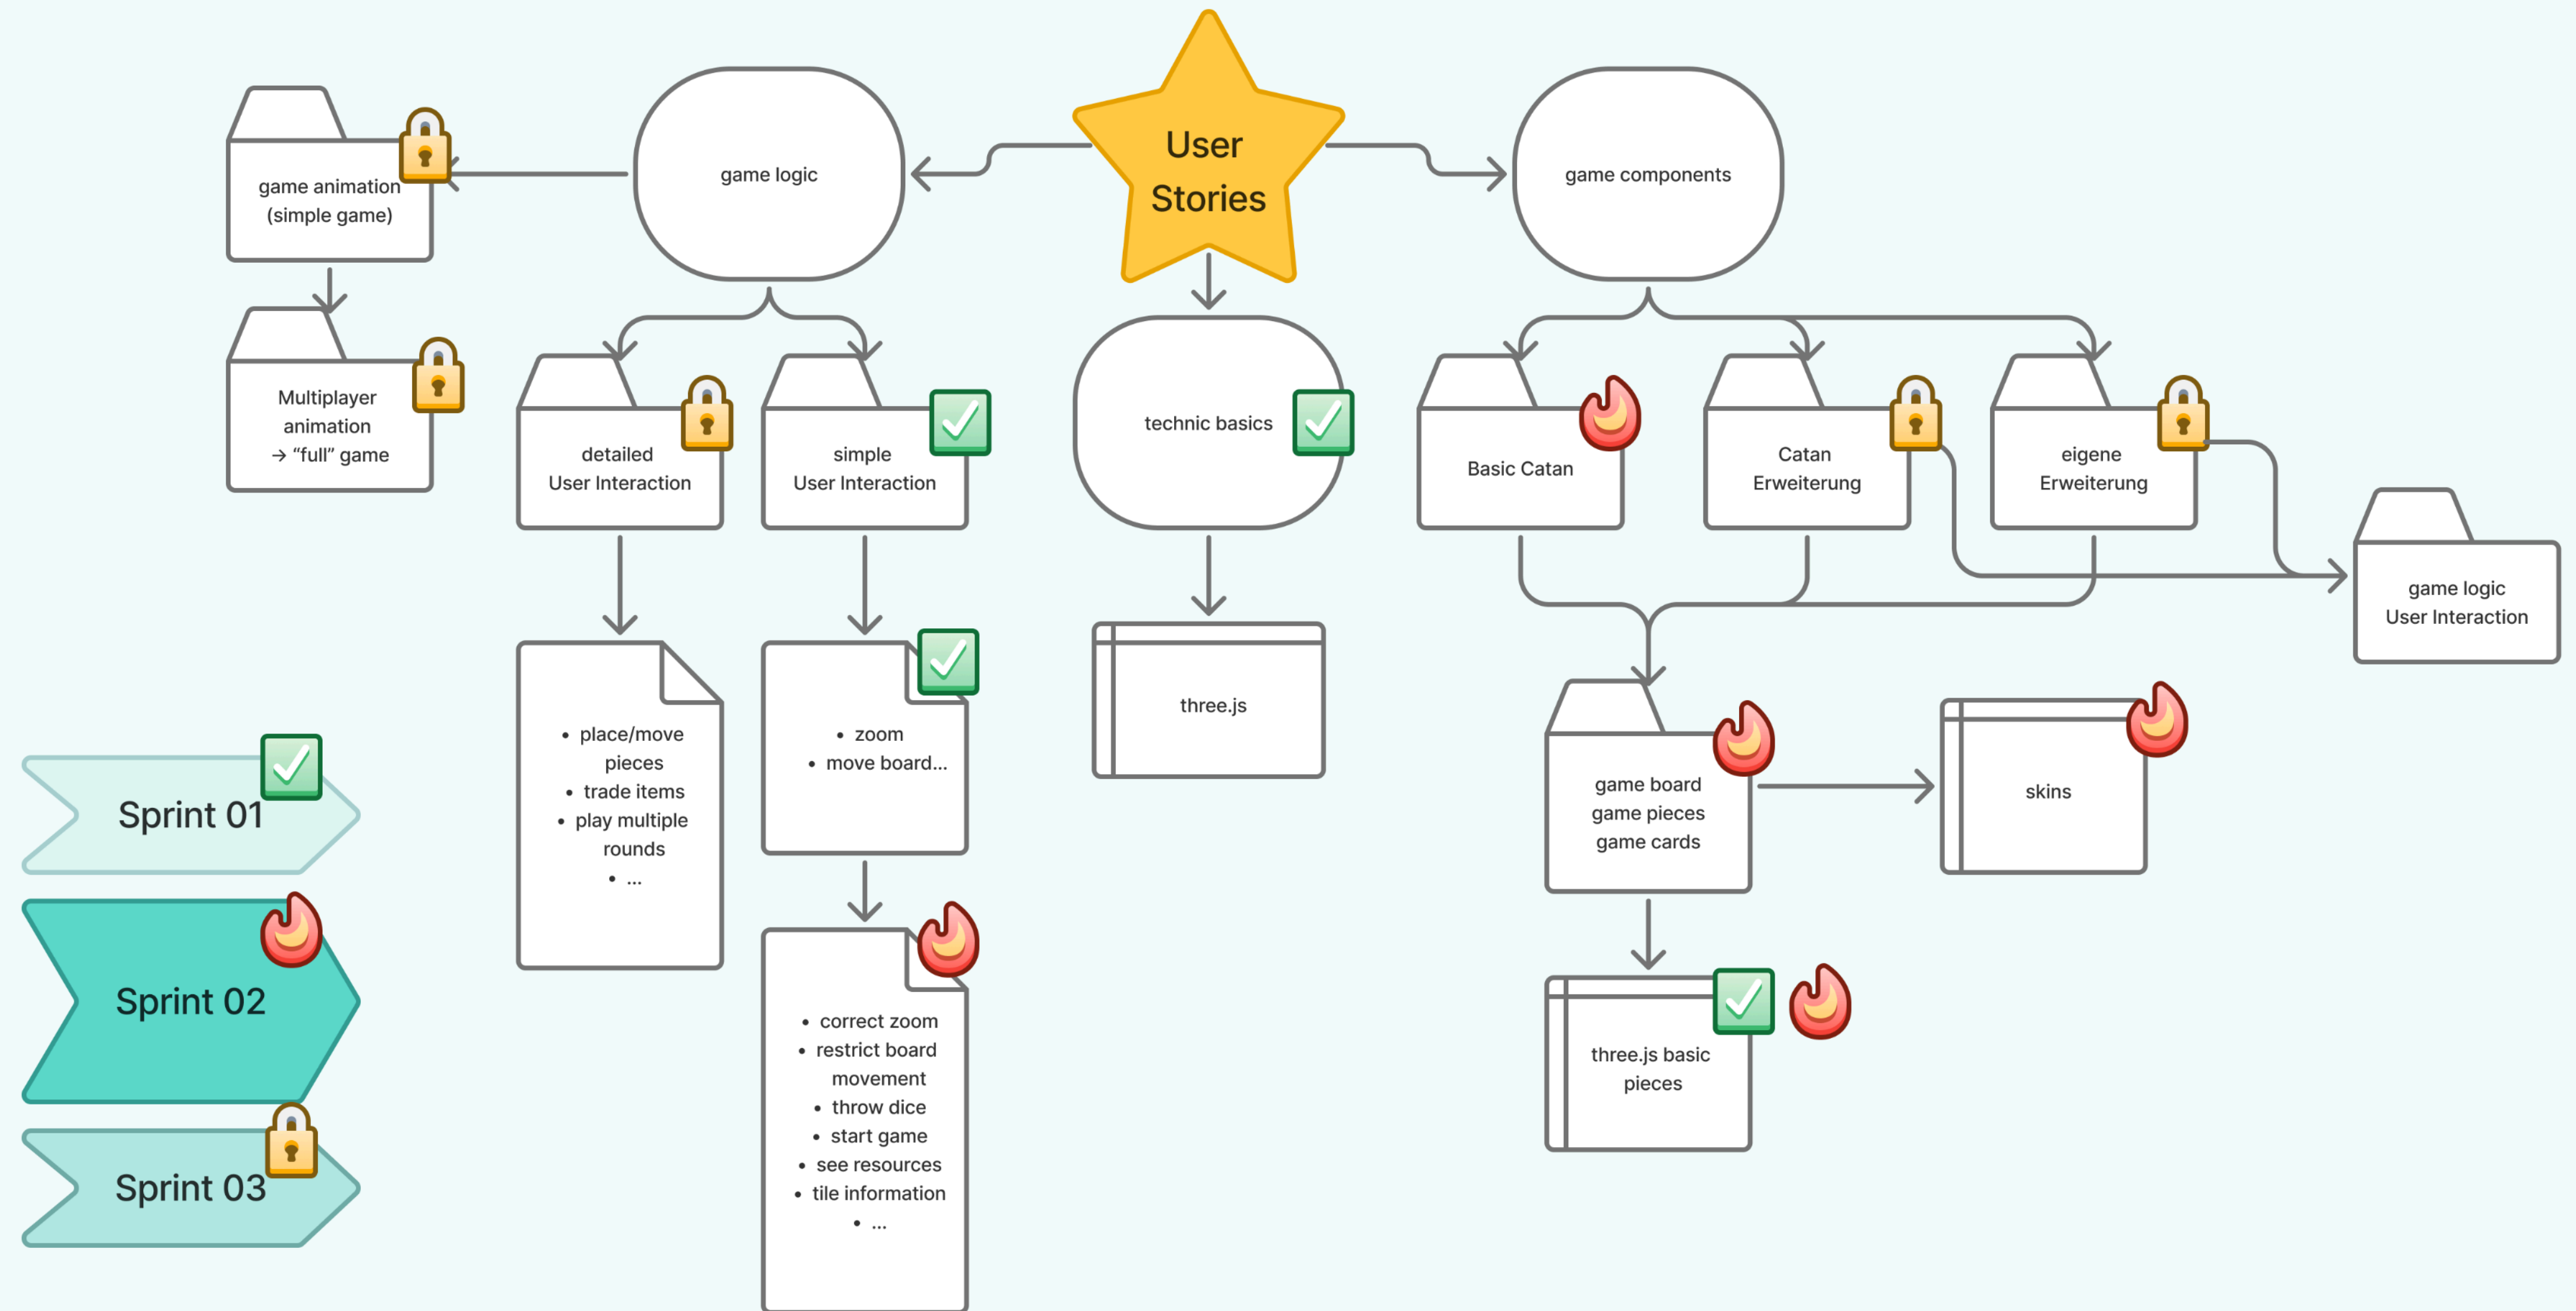 User
Stories
game logic
game components
game animation
(simple game)
Multiplayer
animation
→ “full” game
detailed
User Interaction
simple
User Interaction
technic basics
Basic Catan
Catan
Erweiterung
eigene
Erweiterung
game logic
User Interaction
• place/move
pieces
• trade items
• play multiple
rounds
• ...
• zoom
• move board...
three.js
game board
game pieces
game cards
skins
• correct zoom
• restrict board
movement
• throw dice
• start game
• see resources
• tile information
• ...
three.js basic
pieces
Sprint 01
Sprint 02
Sprint 03